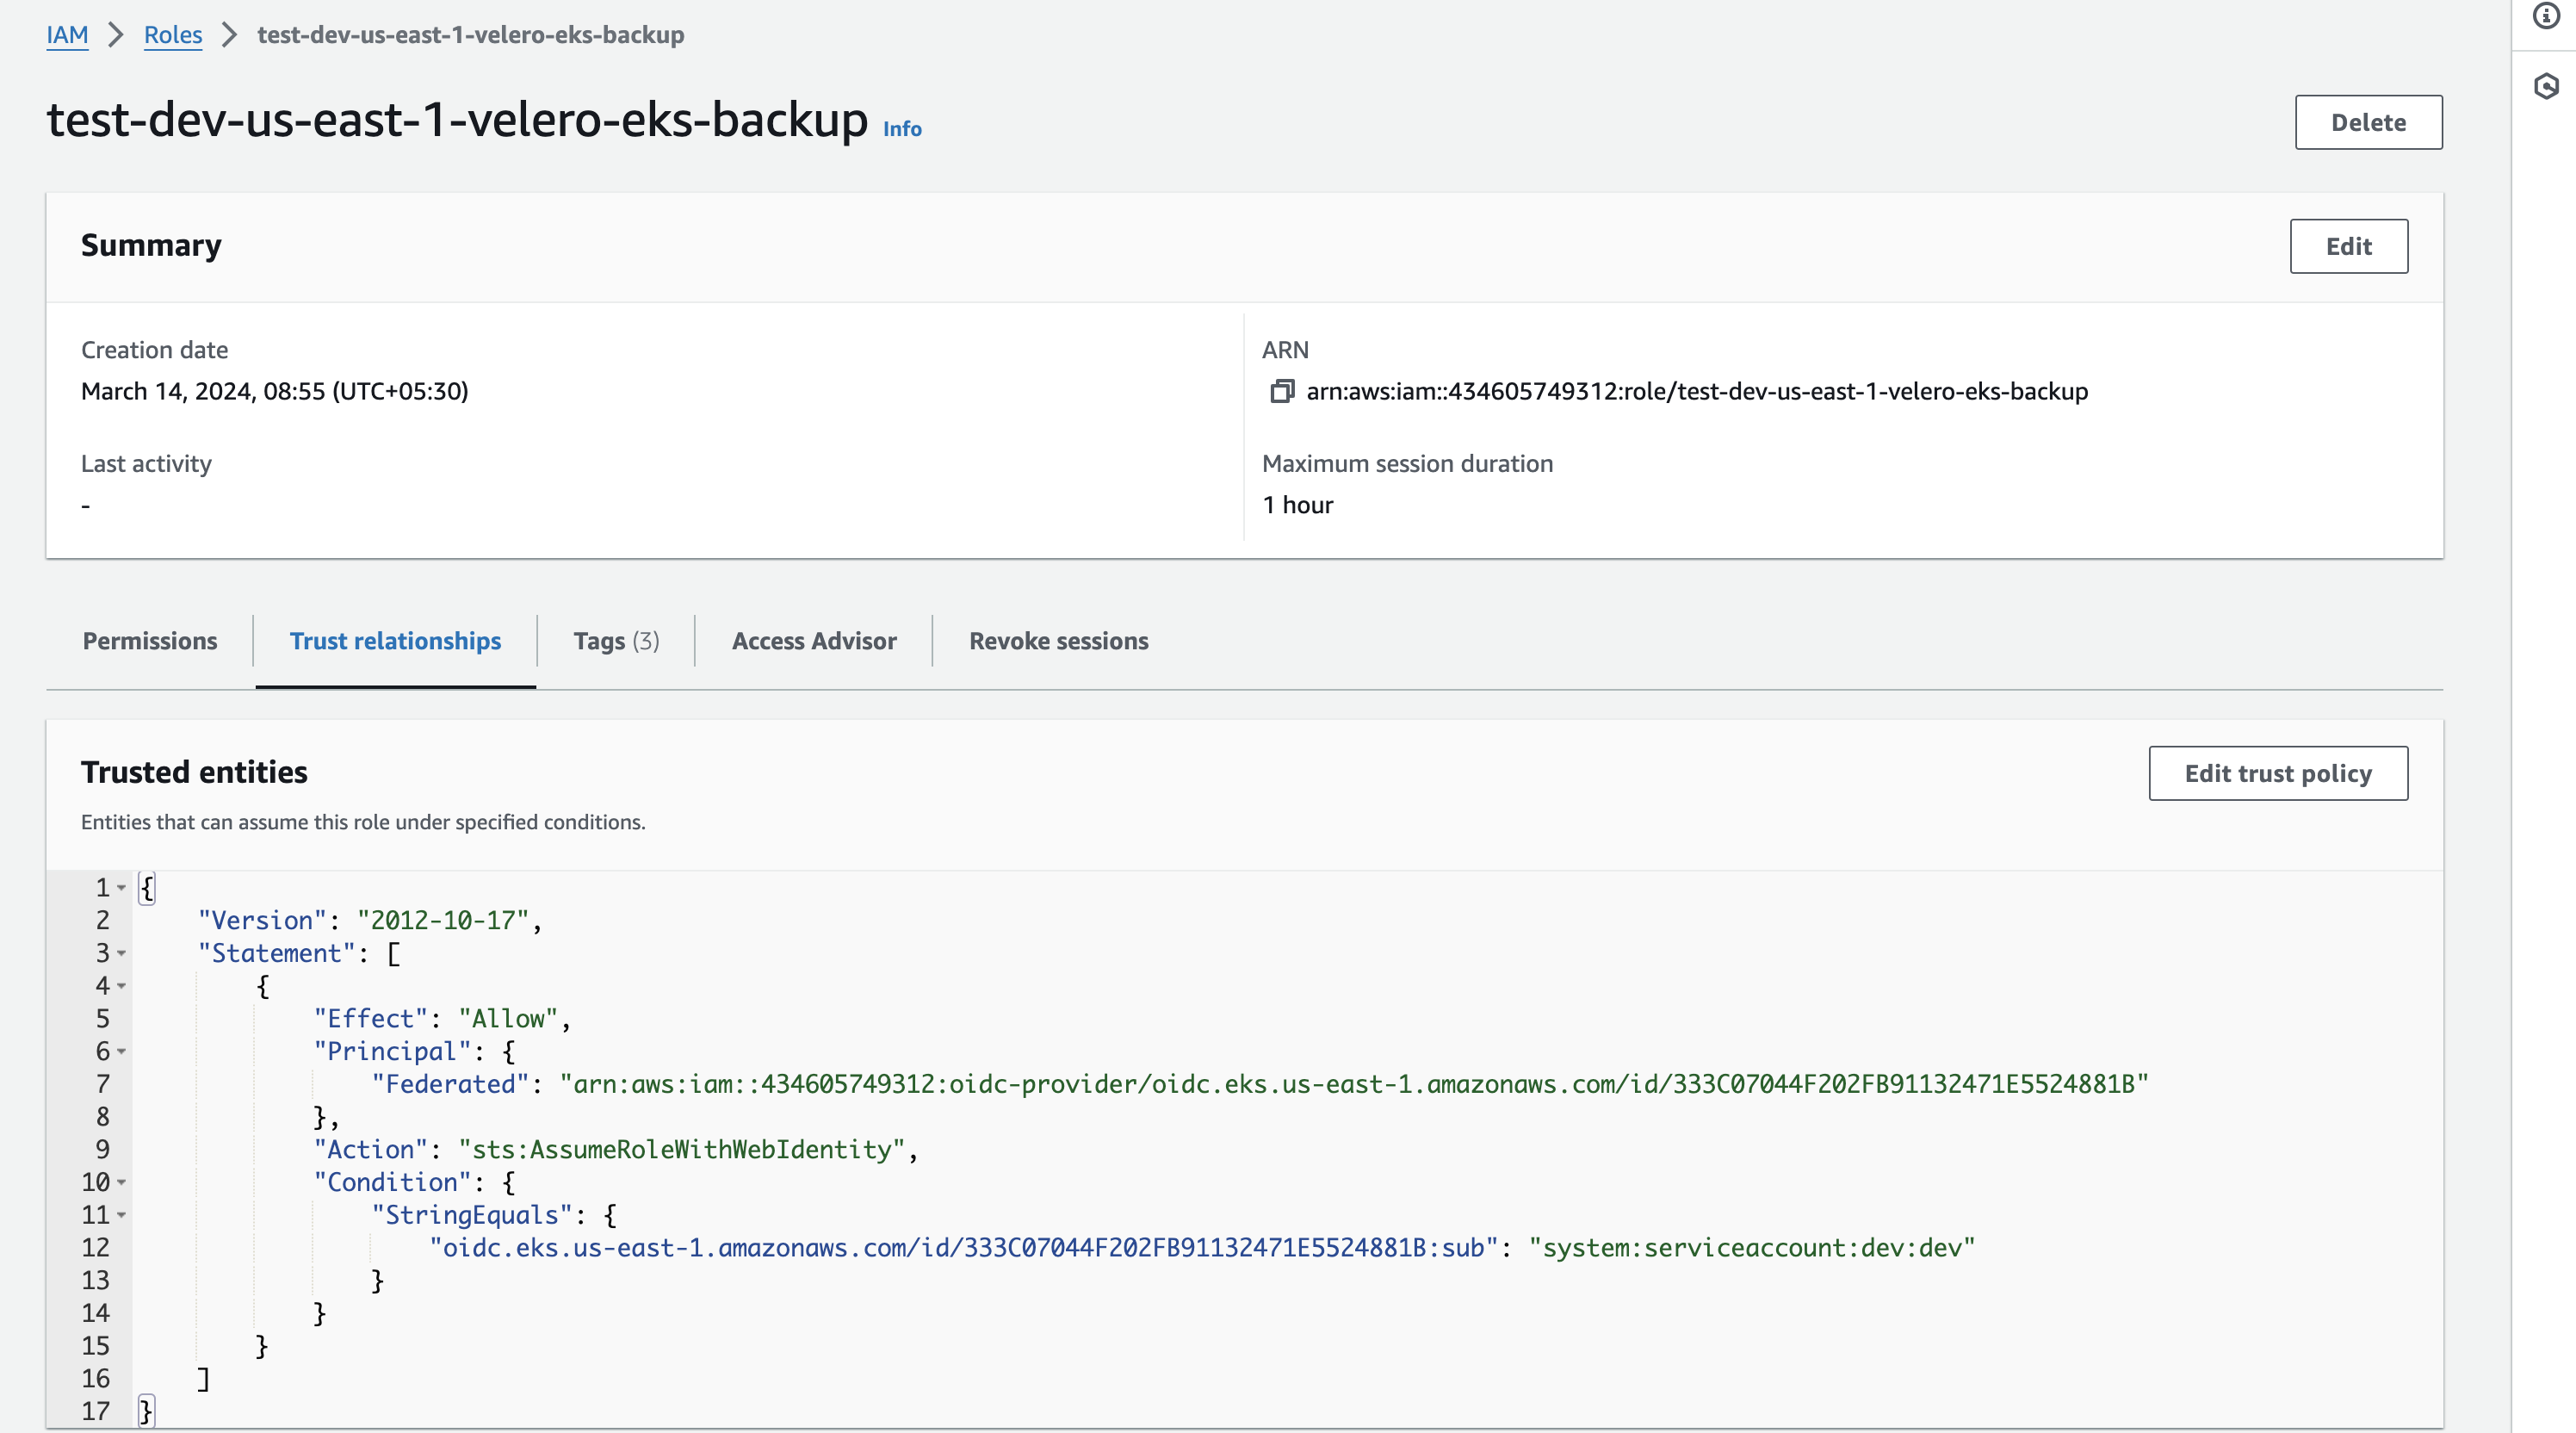 IAM > Roles > test-dev-us-east-1-velero-eks-backup
test-dev-us-east-1-velero-eks-backup Info
Delete
Summary
Edit
Creation date
March 14, 2024, 08:55 (UTC+05:30)
ARN
arn:aws:iam::434605749312:role/test-dev-us-east-1-velero-eks-backup
Last activity
-
Maximum session duration
1 hour
Permissions
Trust relationships
Tags (3)
Access Advisor
Revoke sessions
Trusted entities
Edit trust policy
Entities that can assume this role under specified conditions.
1 {
2     "Version": "2012-10-17",
3     "Statement": [
4         {
5             "Effect": "Allow",
6             "Principal": {
7                 "Federated": "arn:aws:iam::434605749312:oidc-provider/oidc.eks.us-east-1.amazonaws.com/id/333C07044F202FB91132471E5524881B"
8             },
9             "Action": "sts:AssumeRoleWithWebIdentity",
10             "Condition": {
11                 "StringEquals": {
12                     "oidc.eks.us-east-1.amazonaws.com/id/333C07044F202FB91132471E5524881B:sub": "system:serviceaccount:dev:dev"
13                 }
14             }
15         }
16     ]
17 }